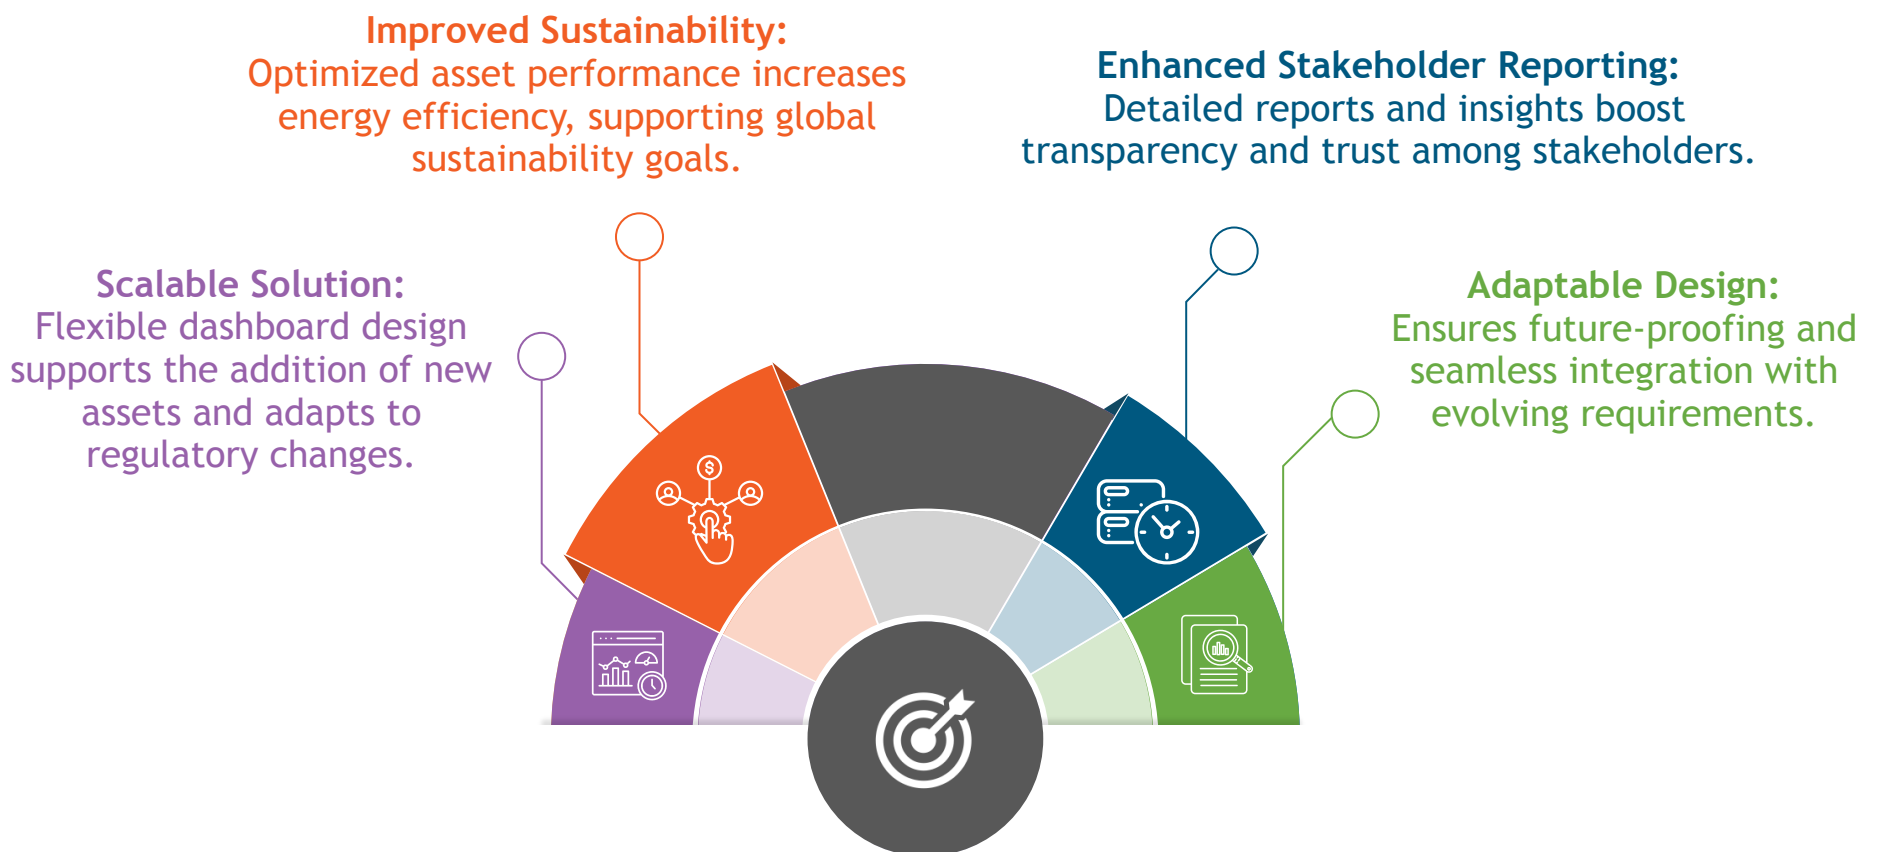 Improved Sustainability:
Optimized asset performance increases
energy efficiency, supporting global
sustainability goals.
Enhanced Stakeholder Reporting:
Detailed reports and insights boost
transparency and trust among stakeholders.
Scalable Solution:
Flexible dashboard design
supports the addition of new
assets and adapts to
regulatory changes.
Adaptable Design:
Ensures future-proofing and
seamless integration with
evolving requirements.
$